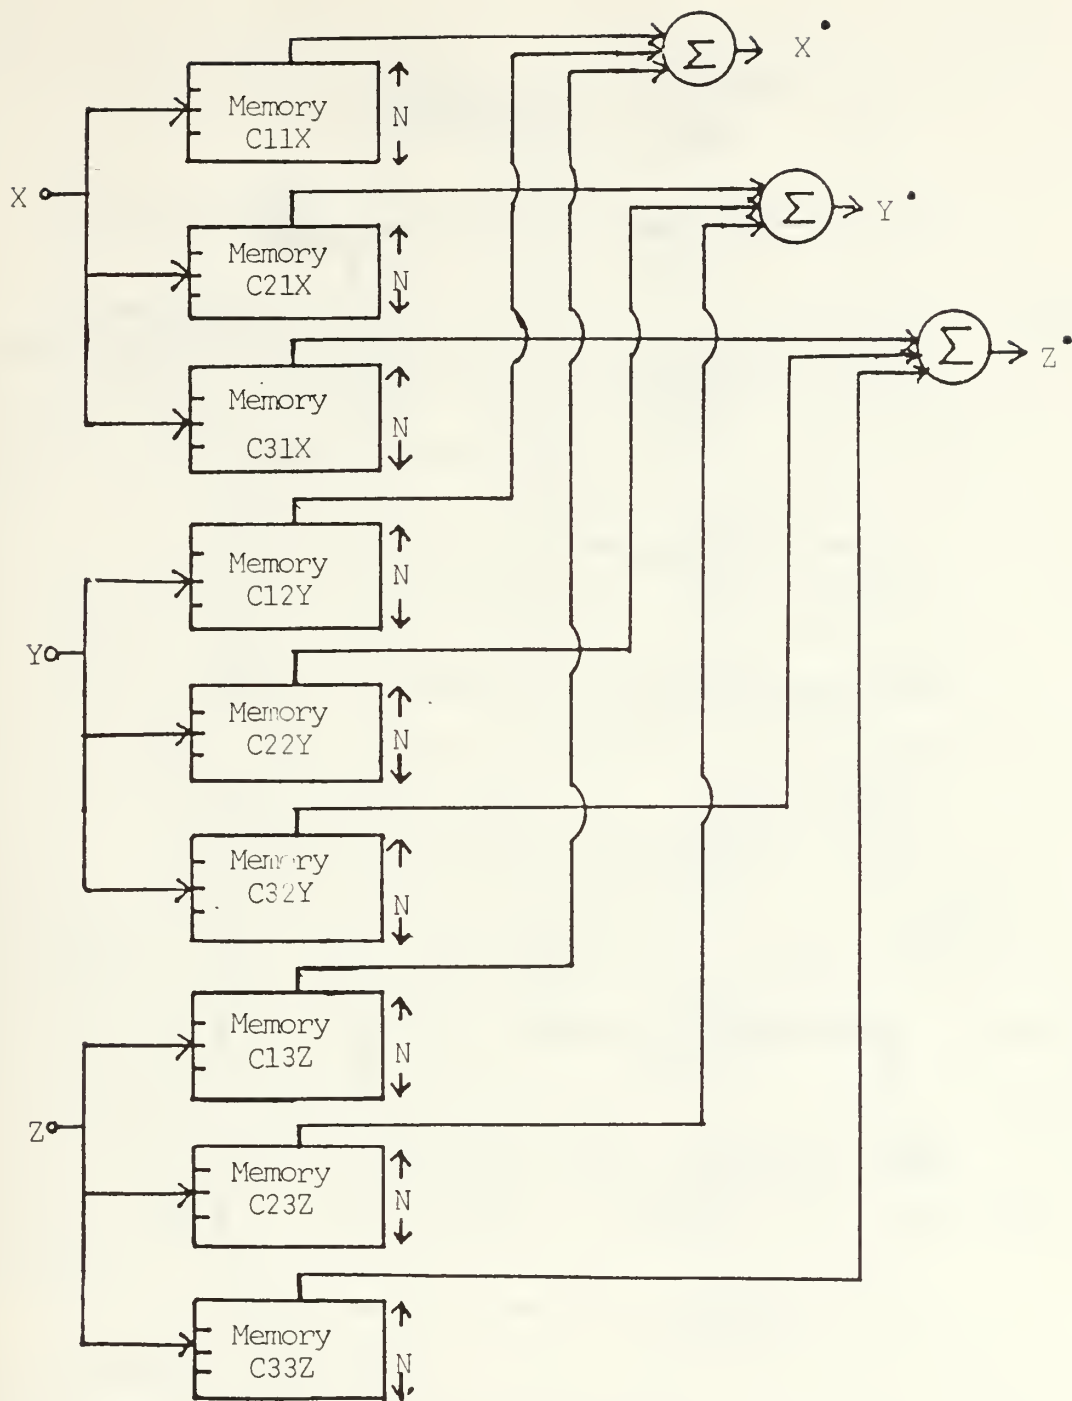 X •
Σ
Memory
C11X
N
X
Σ
Y •
Memory
C21X
N
Σ
Z •
Memory
C31X
N
Memory
C12Y
N
Y
Memory
C22Y
N
Memory
C32Y
N
Memory
C13Z
N
Z
Memory
C23Z
N
Memory
C33Z
N